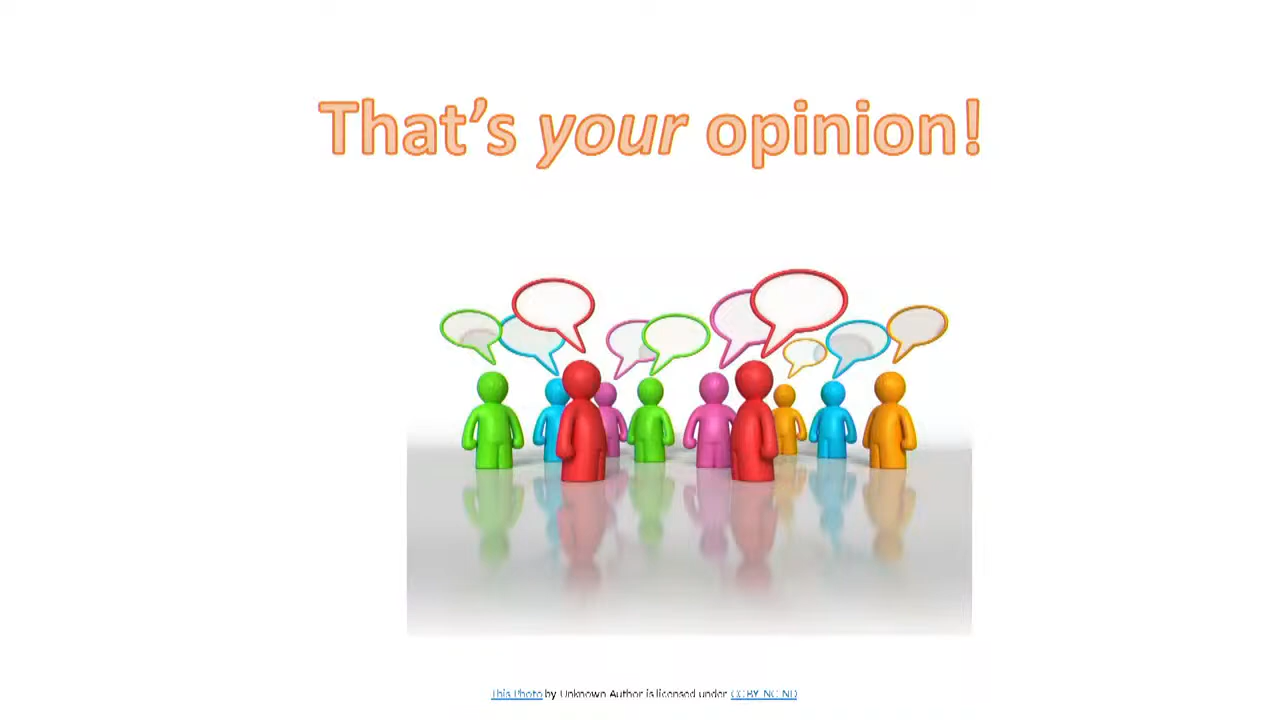 That’s your opinion!
This Photo by Unknown Author is licensed under CC BY-NC-ND